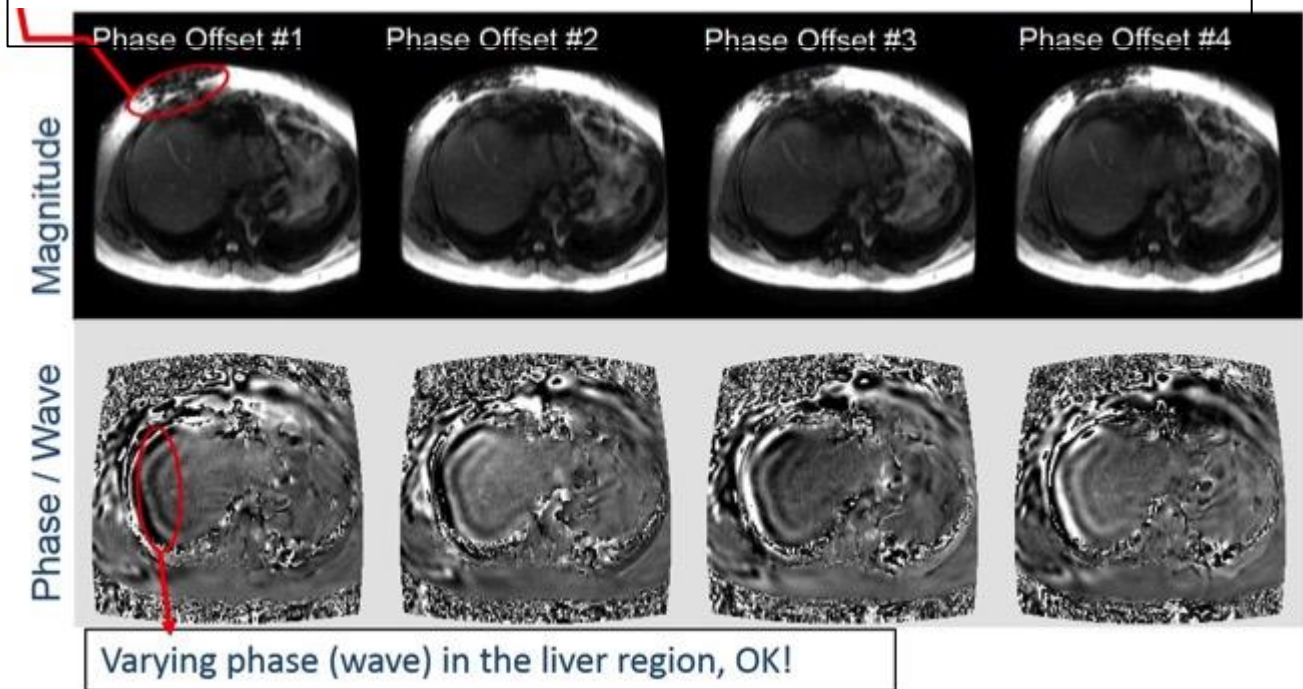 Phase Offset #1
Phase Offset #2
Phase Offset #3
Phase Offset #4
Magnitude
Phase / Wave
Varying phase (wave) in the liver region, OK!